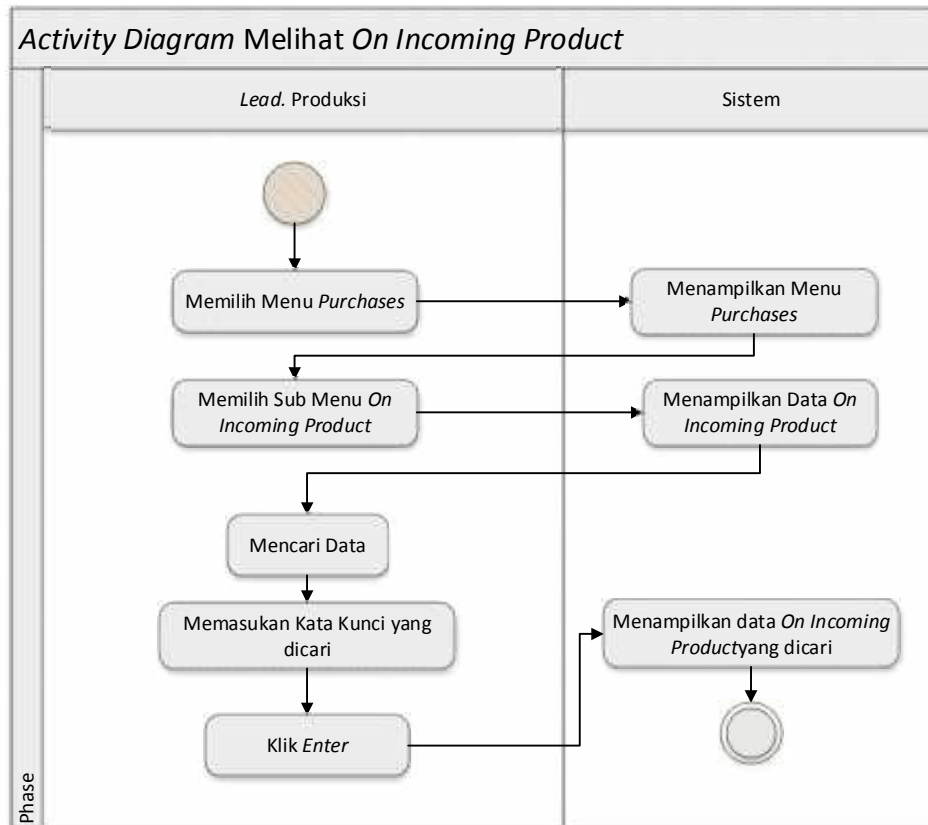 Activity Diagram Melihat On Incoming Product
Lead. Produksi
Sistem
Memilih Menu Purchases
Menampilkan Menu
Purchases
Memilih Sub Menu On
Incoming Product
Menampilkan Data On
Incoming Product
Mencari Data
Memasukan Kata Kunci yang
dicari
Menampilkan data On Incoming
Productyang dicari
Klik Enter
Phase